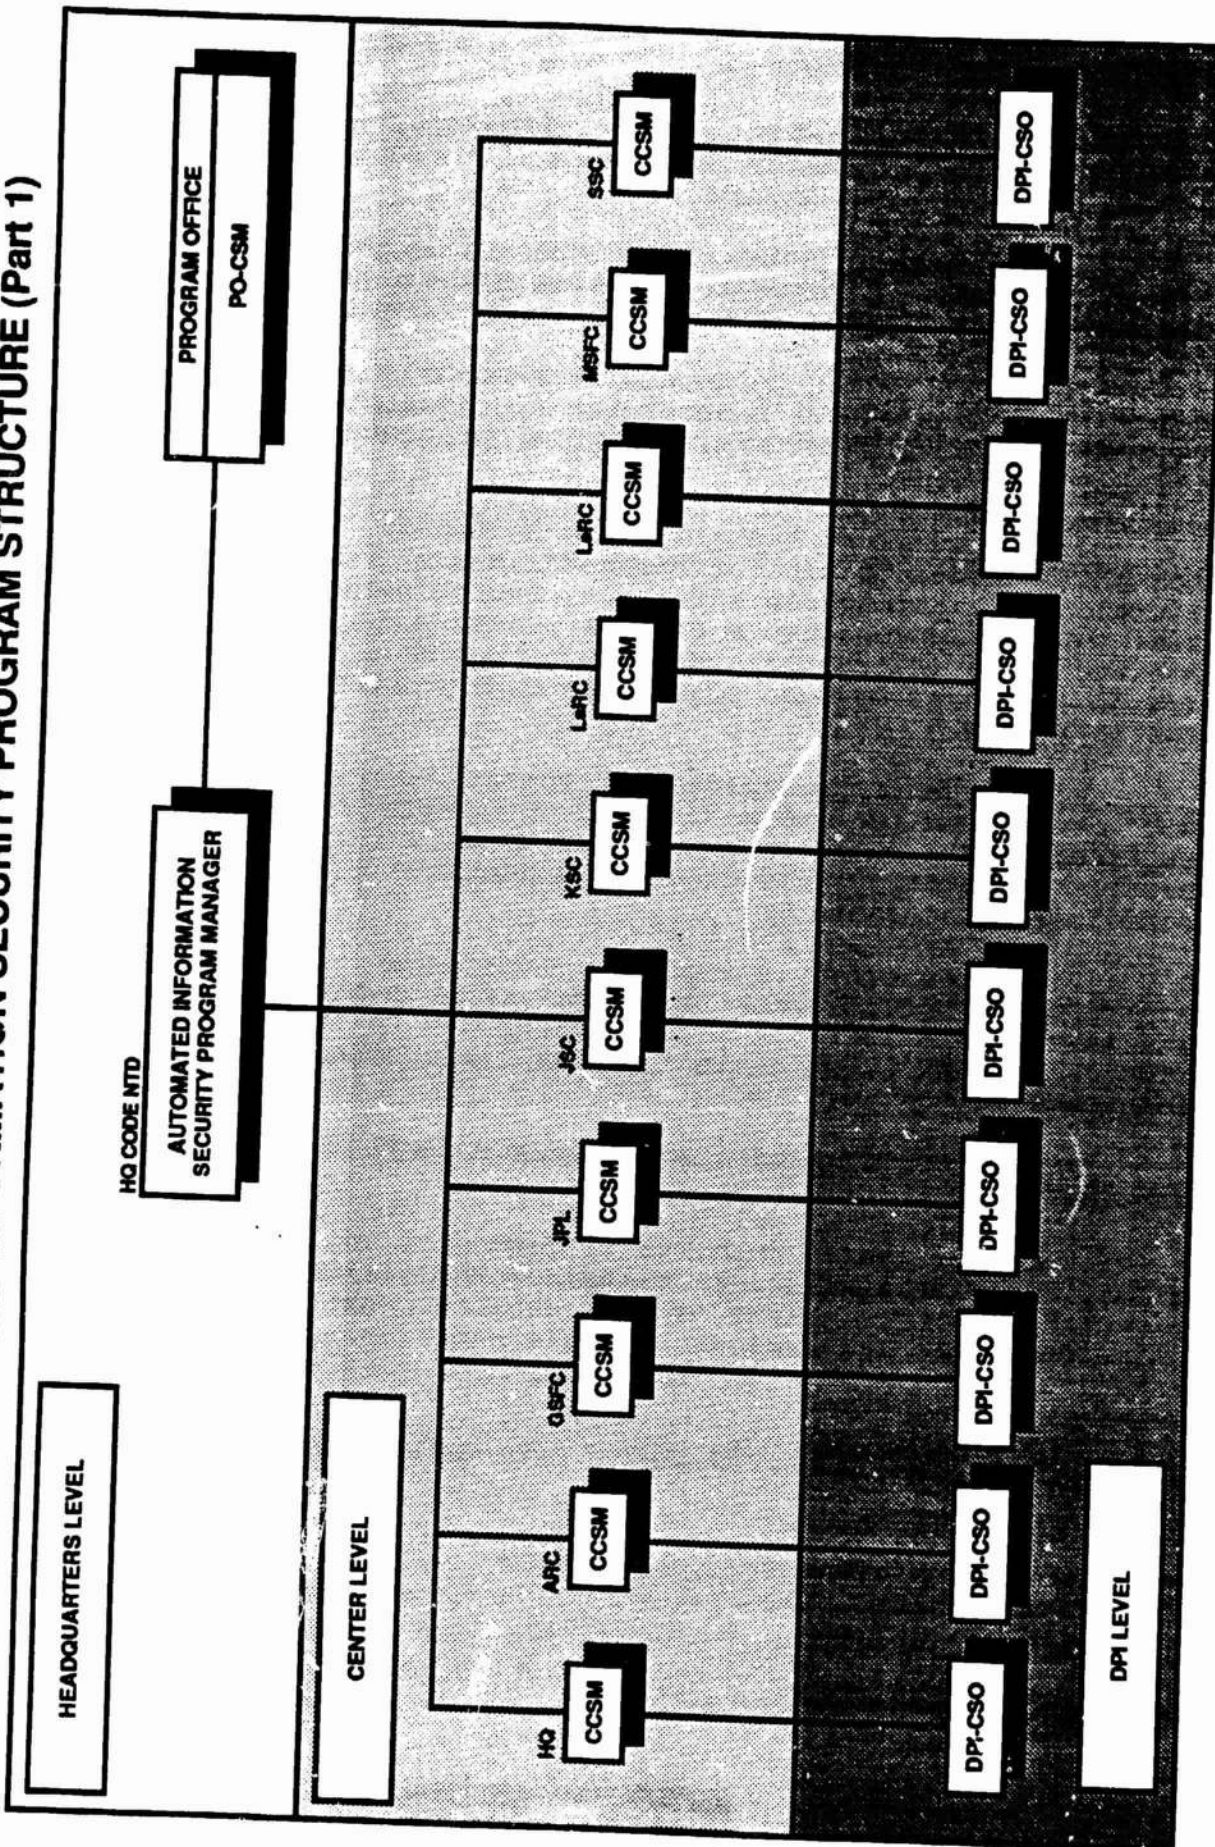 SECURITY PROGRAM STRUCTURE (Part 1)
HEADQUARTERS LEVEL
HQ CODE NTD
AUTOMATED INFORMATION
SECURITY PROGRAM MANAGER
PROGRAM OFFICE
PO-CSM
CENTER LEVEL
HQ
CCSM
ARC
CCSM
GSFC
CCSM
JPL
CCSM
JSC
CCSM
KSC
CCSM
LaRC
CCSM
LeRC
CCSM
MSFC
CCSM
SSC
CCSM
DPI-CSO
DPI-CSO
DPI-CSO
DPI-CSO
DPI-CSO
DPI-CSO
DPI-CSO
DPI-CSO
DPI-CSO
DPI-CSO
DPI LEVEL